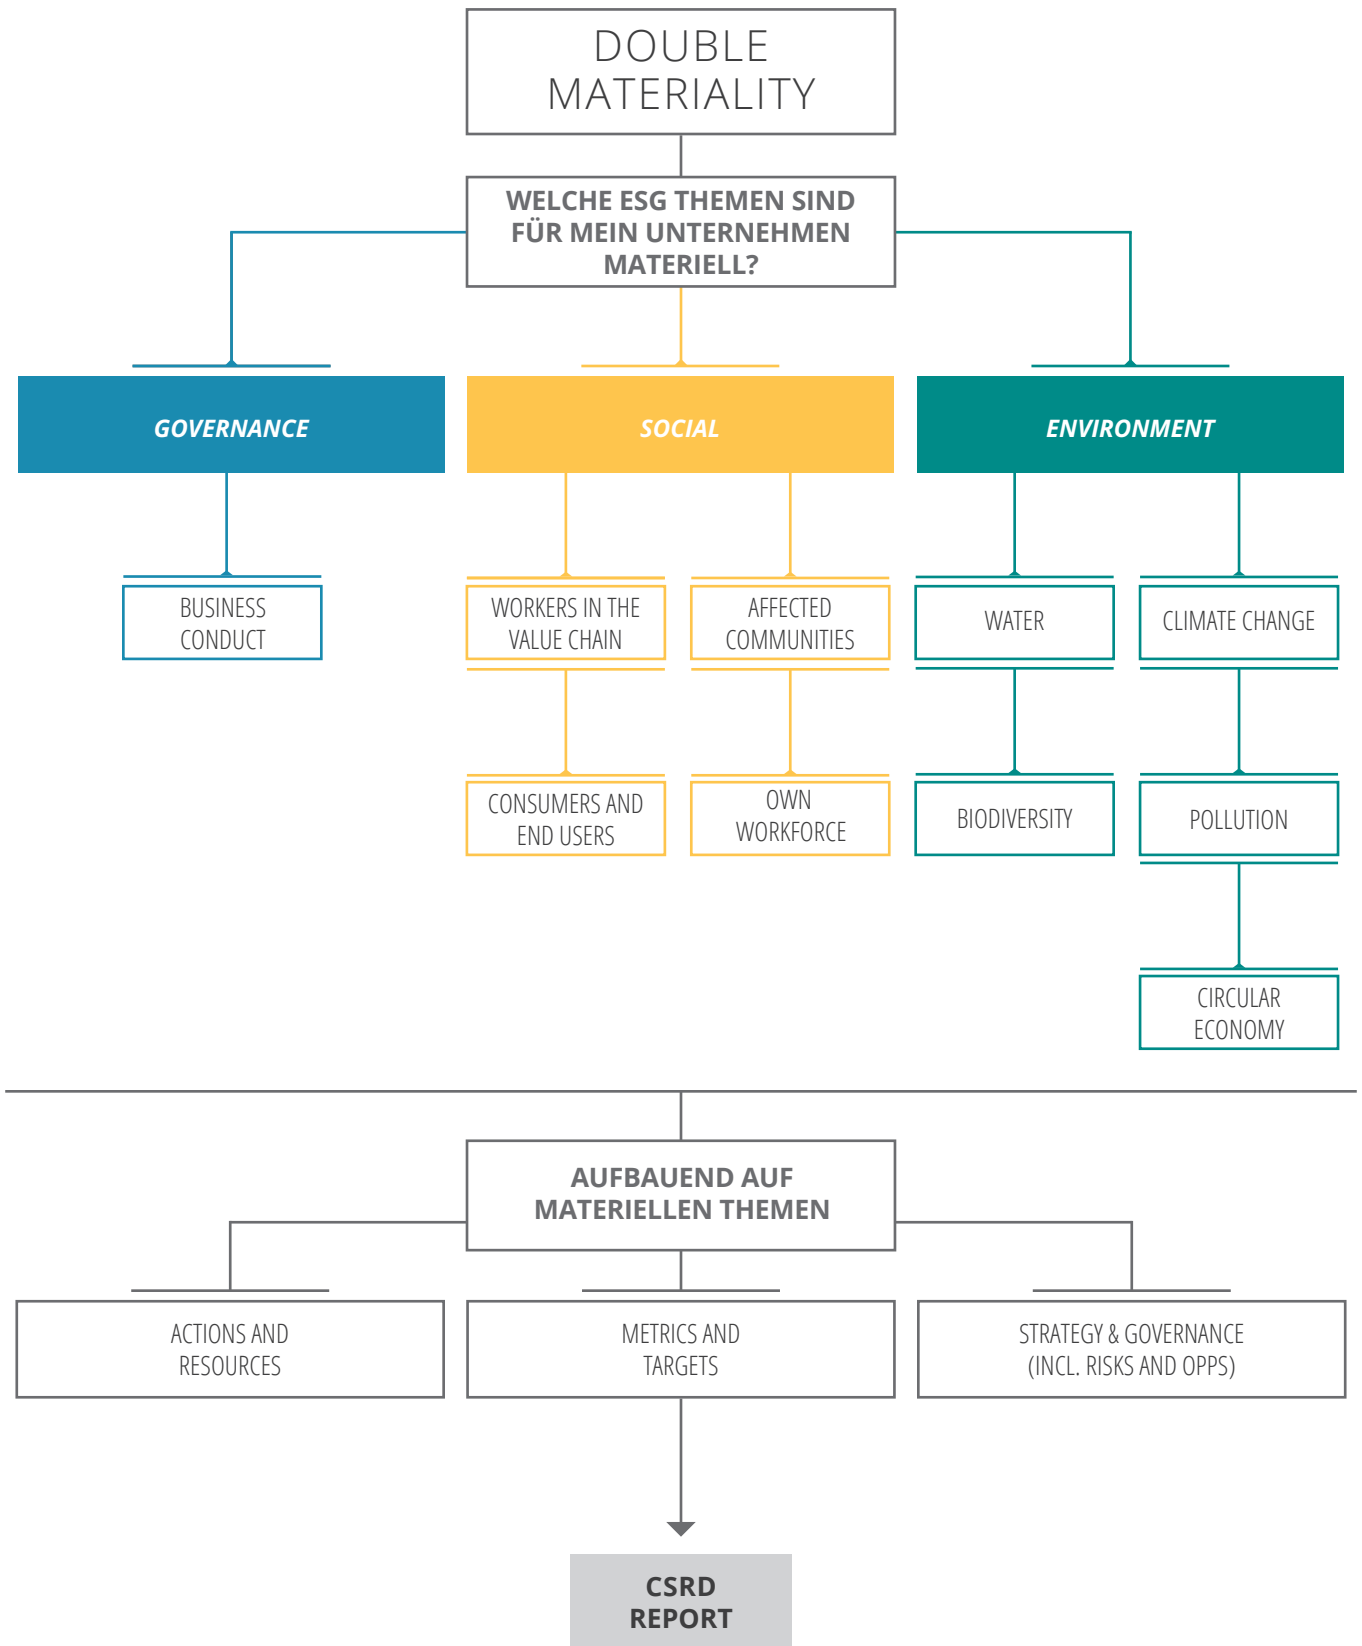 DOUBLE
MATERIALITY
WELCHE ESG THEMEN SIND
FÜR MEIN UNTERNEHMEN
MATERIELL?
GOVERNANCE
SOCIAL
ENVIRONMENT
BUSINESS
CONDUCT
WORKERS IN THE
VALUE CHAIN
AFFECTED
COMMUNITIES
WATER
CLIMATE CHANGE
CONSUMERS AND
END USERS
OWN
WORKFORCE
BIODIVERSITY
POLLUTION
CIRCULAR
ECONOMY
AUFBAUEND AUF
MATERIELLEN THEMEN
ACTIONS AND
RESOURCES
METRICS AND
TARGETS
STRATEGY & GOVERNANCE
(INCL. RISKS AND OPPS)
CSRD
REPORT